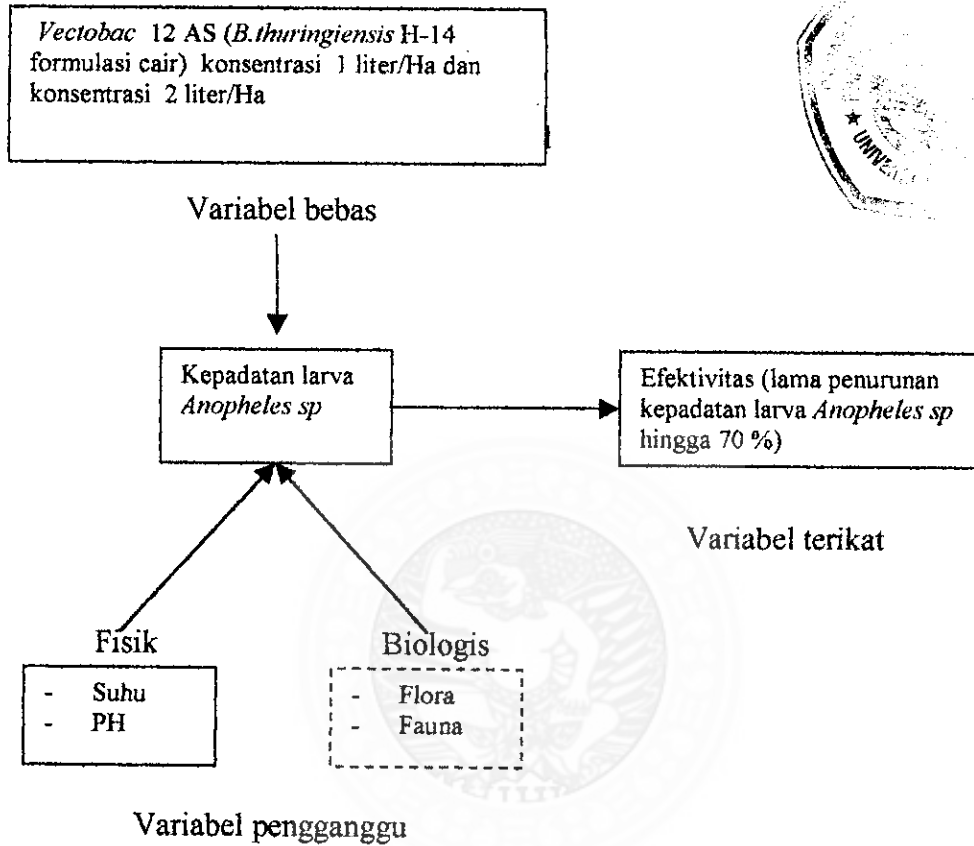 Vectobac 12 AS (B.thuringiensis H-14
formulasi cair) konsentrasi 1 liter/Ha dan
konsentrasi 2 liter/Ha
Variabel bebas
Kepadatan larva
Anopheles sp
Efektivitas (lama penurunan
kepadatan larva Anopheles sp
hingga 70 %)
Variabel terikat
Fisik
- Suhu
- PH
Biologis
- Flora
- Fauna
Variabel pengganggu